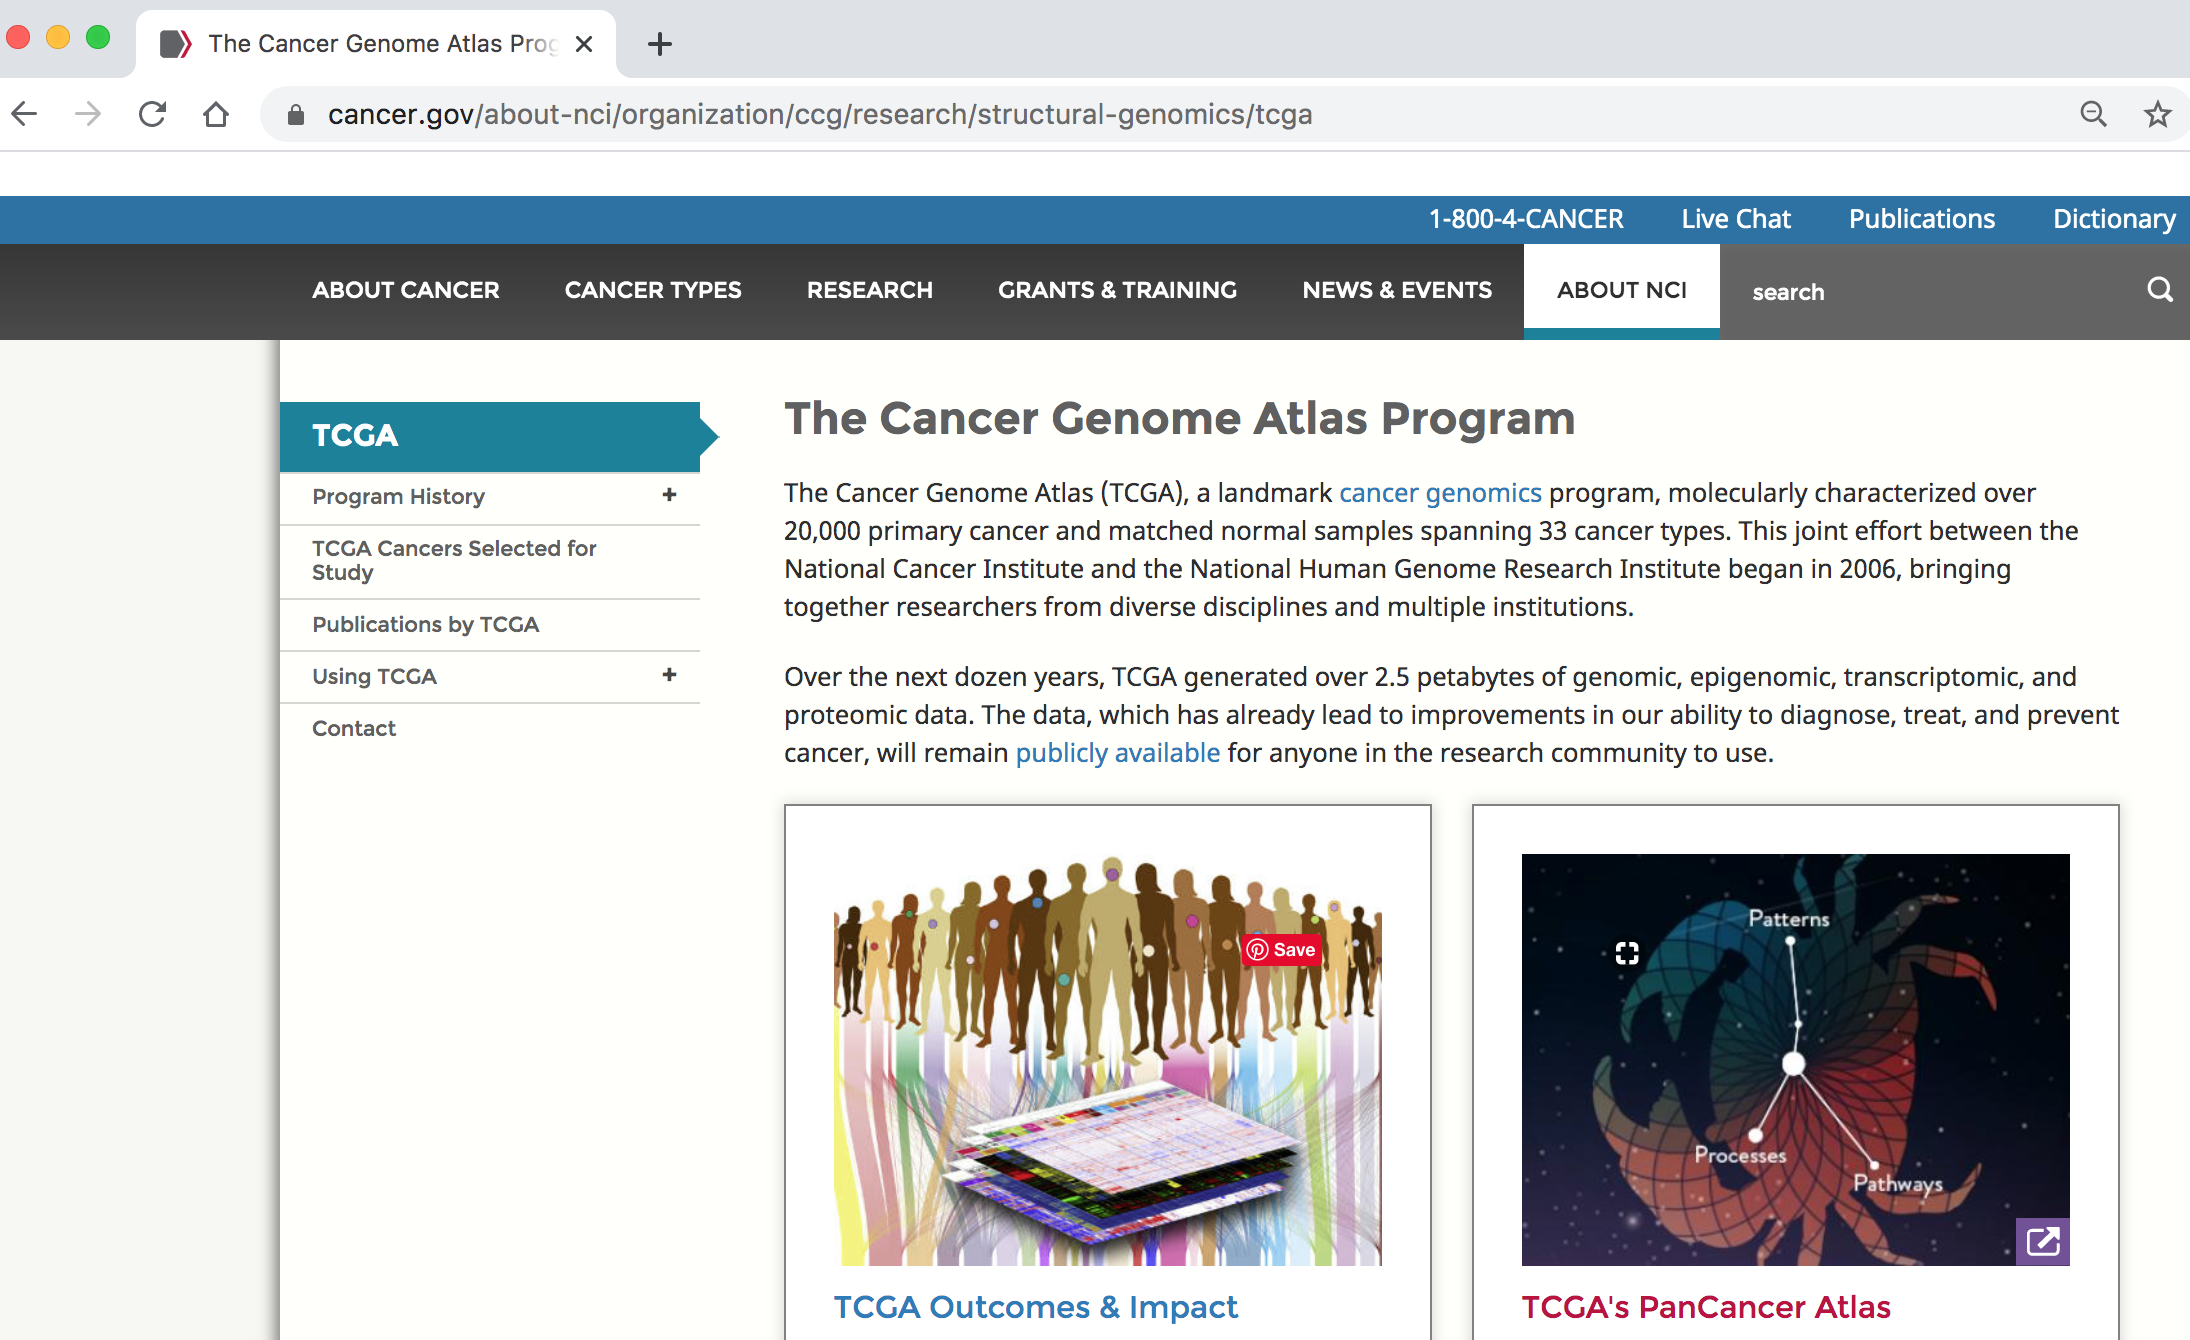 The Cancer Genome Atlas Prog
cancer.gov/about-nci/organization/ccg/research/structural-genomics/tcga
1-800-4-CANCER Live Chat Publications Dictionary
ABOUT CANCER CANCER TYPES RESEARCH GRANTS & TRAINING NEWS & EVENTS ABOUT NCI search
TCGA
Program History +
TCGA Cancers Selected for
Study
Publications by TCGA
Using TCGA +
Contact
The Cancer Genome Atlas Program
The Cancer Genome Atlas (TCGA), a landmark cancer genomics program, molecularly characterized over
20,000 primary cancer and matched normal samples spanning 33 cancer types. This joint effort between the
National Cancer Institute and the National Human Genome Research Institute began in 2006, bringing
together researchers from diverse disciplines and multiple institutions.
Over the next dozen years, TCGA generated over 2.5 petabytes of genomic, epigenomic, transcriptomic, and
proteomic data. The data, which has already lead to improvements in our ability to diagnose, treat, and prevent
cancer, will remain publicly available for anyone in the research community to use.
Save
TCGA Outcomes & Impact
Patterns
Processes
Pathways
TCGA's PanCancer Atlas